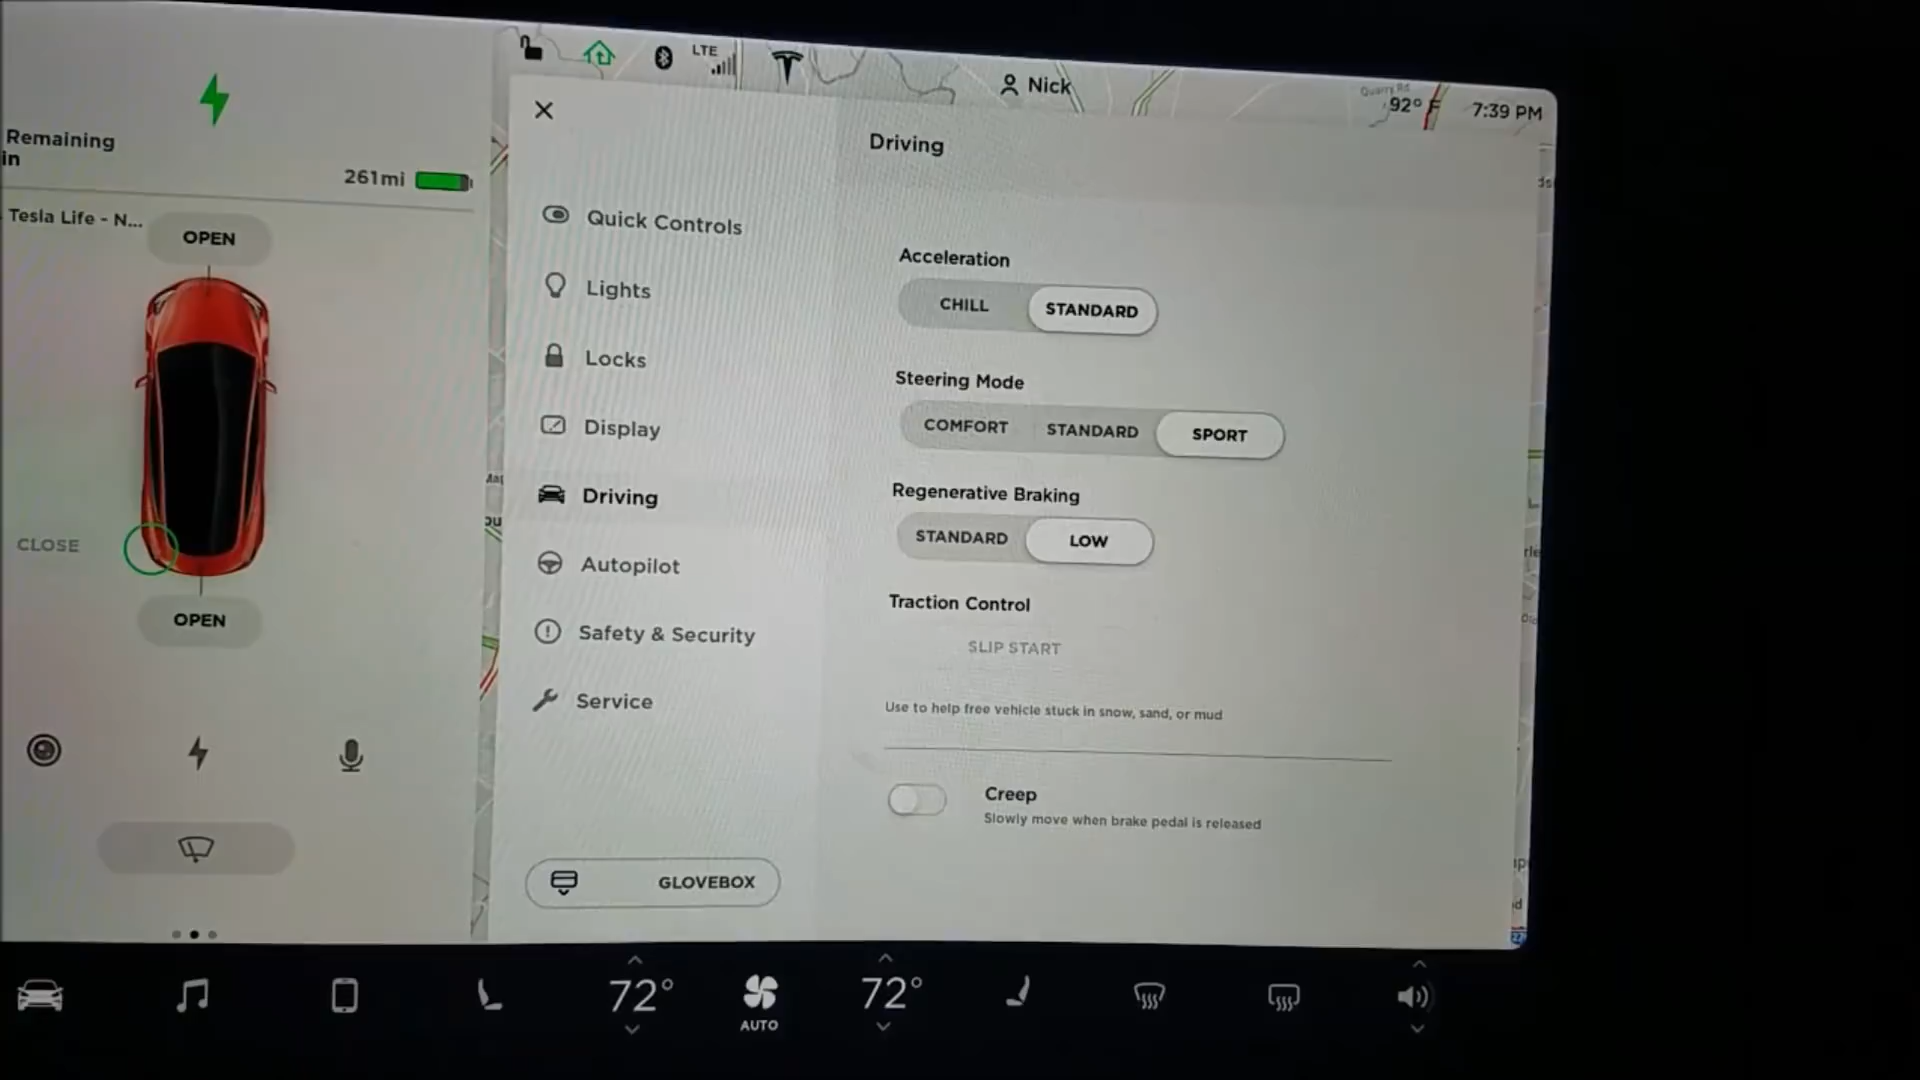 LTE
Nick
Quarry Rd
92° F
7:39 PM
Remaining
in
261mi
Tesla Life - N...
OPEN
CLOSE
OPEN
Driving
Quick Controls
Lights
Locks
Display
Driving
Autopilot
Safety & Security
Service
GLOVEBOX
Acceleration
CHILL STANDARD
Steering Mode
COMFORT STANDARD SPORT
Regenerative Braking
STANDARD LOW
Traction Control
SLIP START
Use to help free vehicle stuck in snow, sand, or mud
Creep
Slowly move when brake pedal is released
72°
AUTO
72°